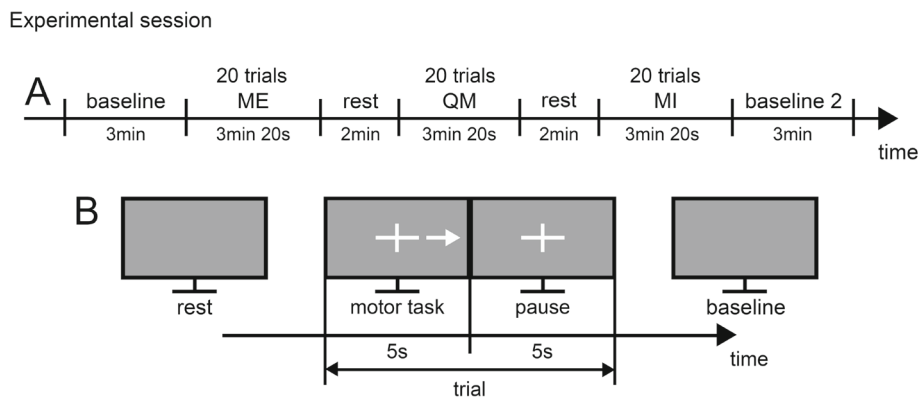 Experimental session
A
20 trials 20 trials 20 trials
baseline ME rest QM rest MI baseline 2
3min 3min 20s 2min 3min 20s 2min 3min 20s 3min
time
B
rest motor task pause baseline
5s 5s time
trial